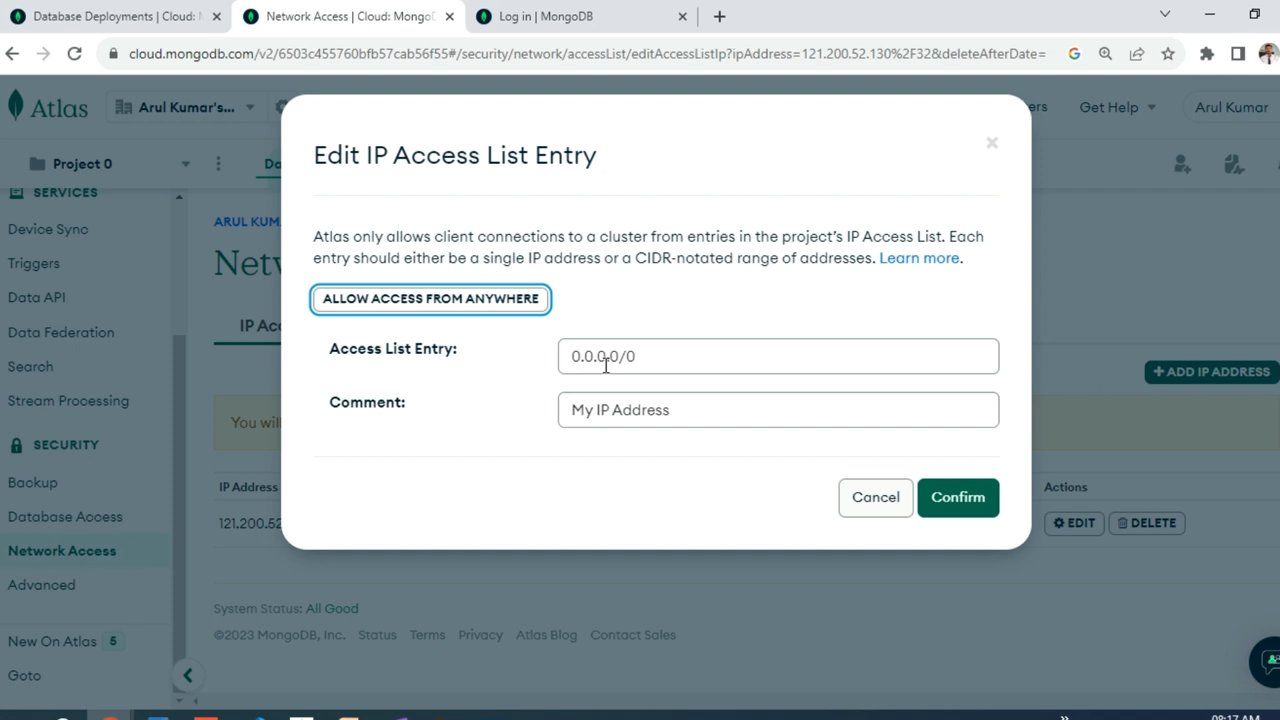 Database Deployments | Cloud: M
Network Access | Cloud: MongoD
Log in | MongoDB
cloud.mongodb.com/v2/6503c455760bfb57cab56f55#/security/network/accessList/editAccessListIp?ipAddress=121.200.52.130%2F32&deleteAfterDate=
Atlas
Arul Kumar's...
Get Help
Arul Kumar
Project 0
Da
SERVICES
Device Sync
Triggers
Data API
Data Federation
Search
Stream Processing
SECURITY
Backup
Database Access
Network Access
Advanced
New On Atlas 5
Goto
ARUL KUM
Netw
IP Acc
+ ADD IP ADDRESS
You will
IP Address
Actions
121.200.52
EDIT
DELETE
Edit IP Access List Entry
Atlas only allows client connections to a cluster from entries in the project's IP Access List. Each
entry should either be a single IP address or a CIDR-notated range of addresses. Learn more.
ALLOW ACCESS FROM ANYWHERE
Access List Entry:
0.0.0.0/0
Comment:
My IP Address
Cancel
Confirm
System Status: All Good
©2023 MongoDB, Inc. Status Terms Privacy Atlas Blog Contact Sales
08:17 AM